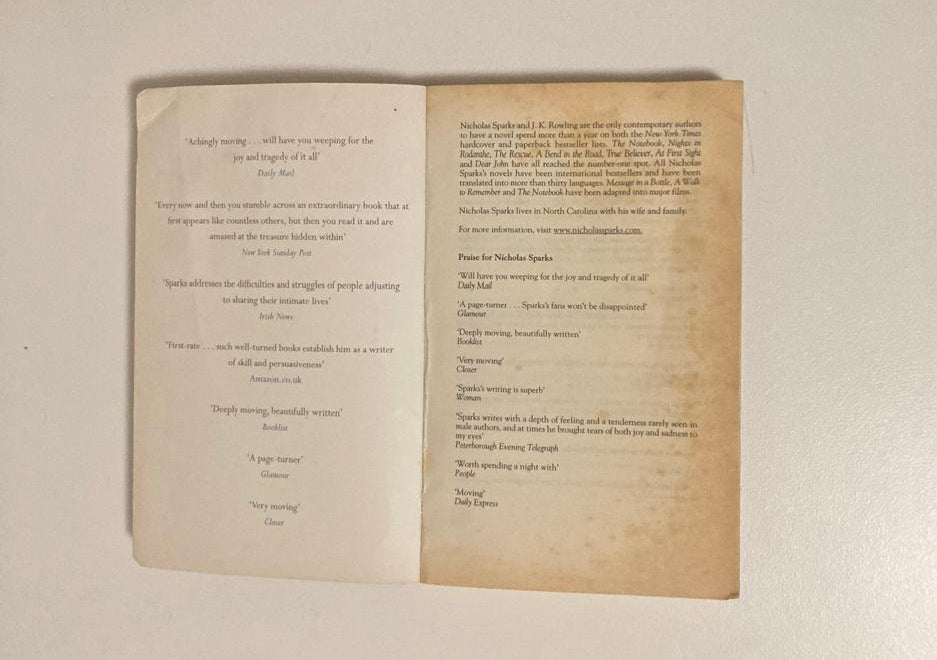 'Achingly moving . . . will have you weeping for the
joy and tragedy of it all'
Daily Mail
'Every now and then you stumble across an extraordinary book that at
first appears like countless others, but then you read it and are
amazed at the treasure hidden within'
New York Sunday Post
'Sparks addresses the difficulties and struggles of people adjusting
to sharing their intimate lives'
Irish News
'First-rate . . . such well-turned books establish him as a writer
of skill and persuasiveness'
Amazon.co.uk
'Deeply moving, beautifully written'
Booklist
'A page-turner'
Glamour
'Very moving'
Closer
Nicholas Sparks and J. K. Rowling are the only contemporary authors
to have a novel spend more than a year on both the New York Times
hardcover and paperback bestseller lists. The Notebook, Nights in
Rodanthe, The Rescue, A Bend in the Road, True Believer, At First Sight
and Dear John have all reached the number-one spot. All Nicholas
Sparks's novels have been international bestsellers and have been
translated into more than thirty languages. Message in a Bottle, A Walk
to Remember and The Notebook have been adapted into major films.
Nicholas Sparks lives in North Carolina with his wife and family.
For more information, visit www.nicholassparks.com.
Praise for Nicholas Sparks
'Will have you weeping for the joy and tragedy of it all'
Daily Mail
'A page-turner . . . Sparks's fans won't be disappointed'
Glamour
'Deeply moving, beautifully written'
Booklist
'Very moving'
Closer
'Sparks's writing is superb'
Woman
'Sparks writes with a depth of feeling and a tenderness rarely seen in
male authors, and at times he brought tears of both joy and sadness to
my eyes'
Peterborough Evening Telegraph
'Worth spending a night with'
People
'Moving'
Daily Express